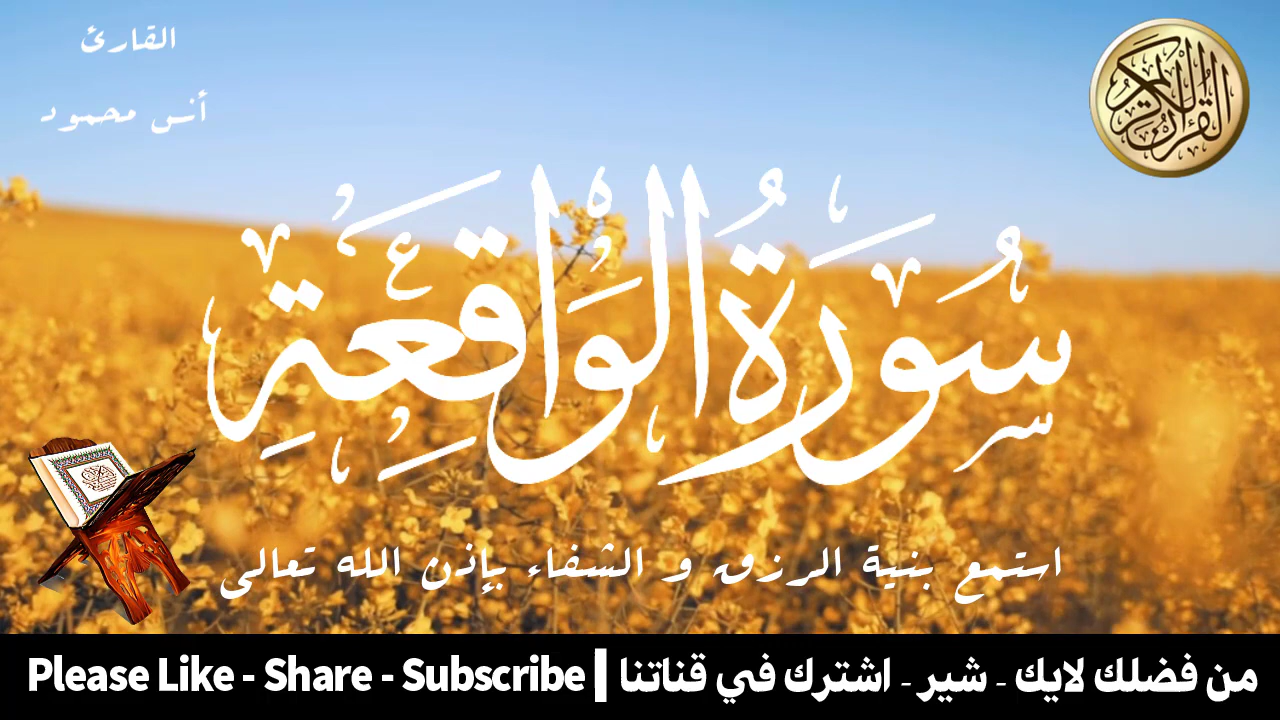 القارئ
أنس محمود
القرآن الكريم
سُورَةُ الْوَاقِعَةِ
استمع بنية الرزق و الشفاء بإذن الله تعالى
Please Like - Share - Subscribe | من فضلك لايك - شير - اشترك في قناتنا